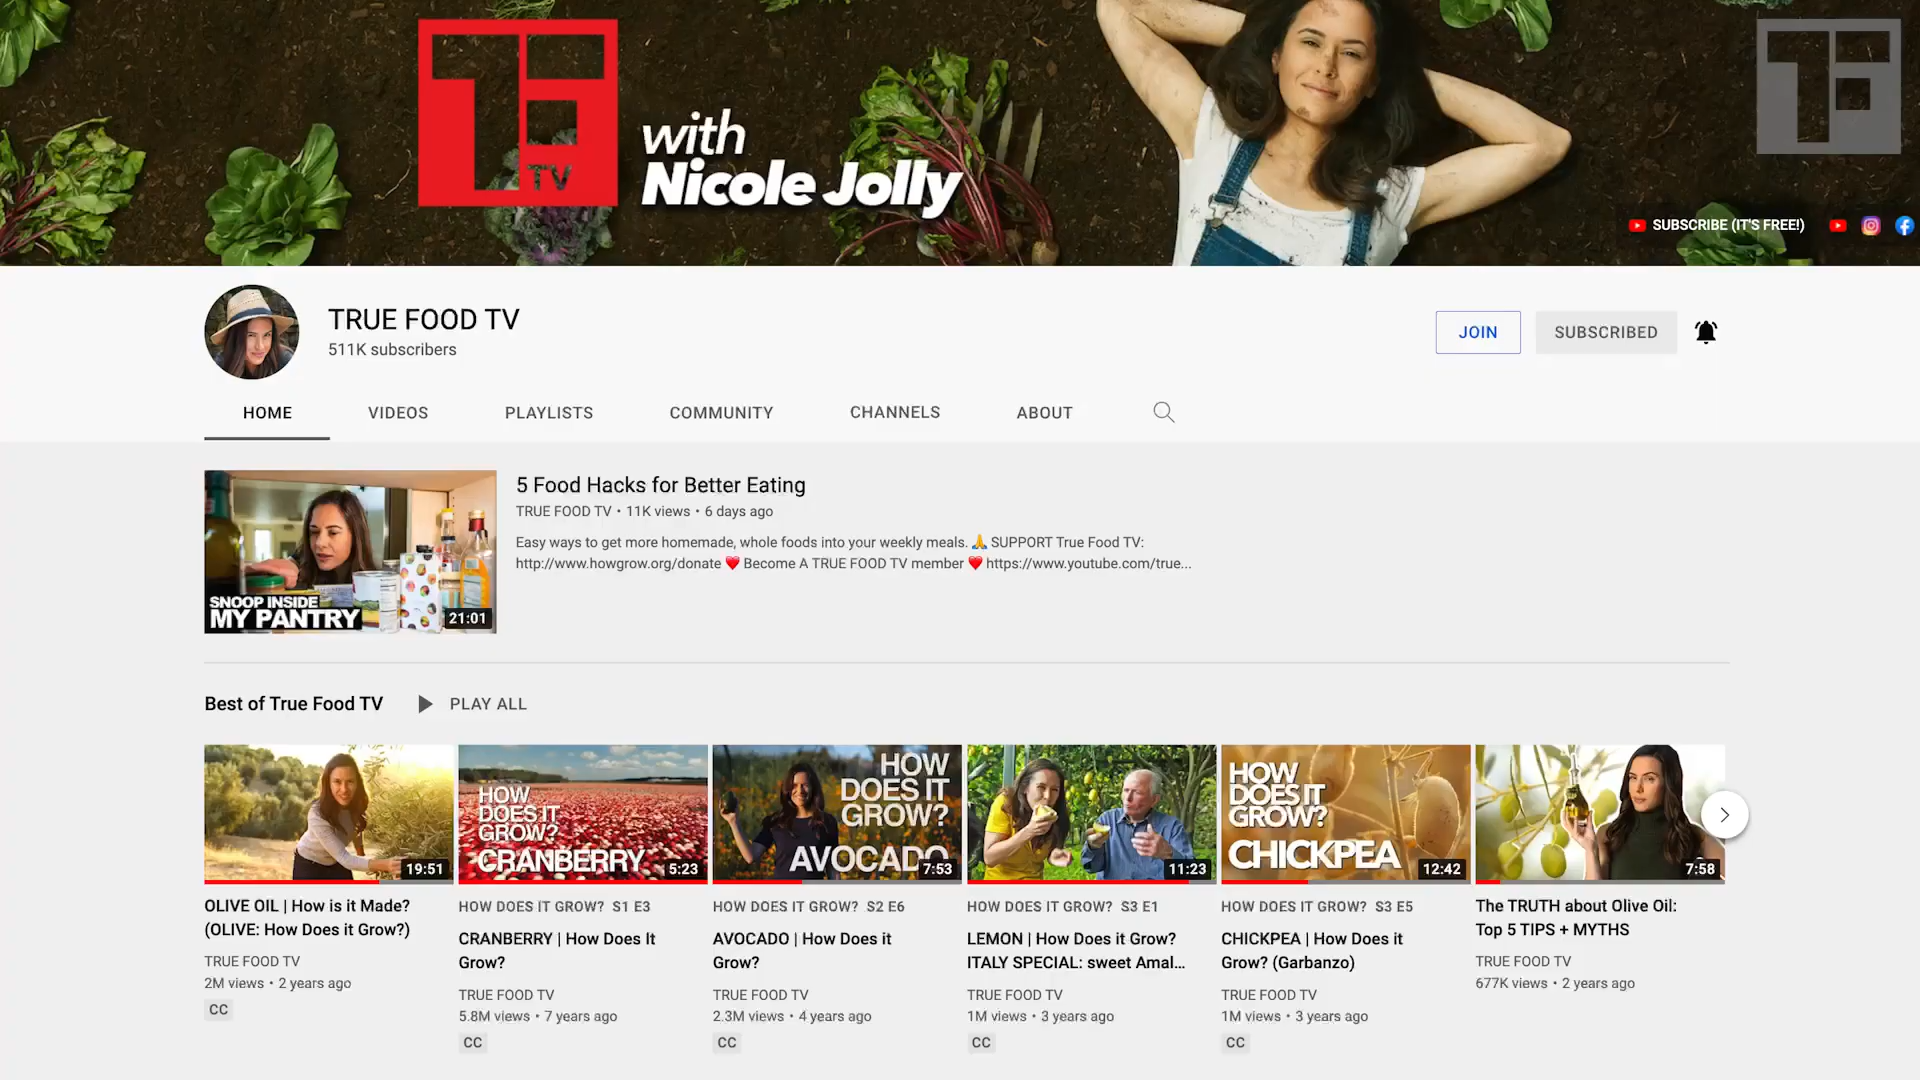 TF
TV
with
Nicole Jolly
TF
SUBSCRIBE (IT'S FREE!)
TRUE FOOD TV
511K subscribers
JOIN
SUBSCRIBED
HOME
VIDEOS
PLAYLISTS
COMMUNITY
CHANNELS
ABOUT
SNOOP INSIDE
MY PANTRY
21:01
5 Food Hacks for Better Eating
TRUE FOOD TV • 11K views • 6 days ago
Easy ways to get more homemade, whole foods into your weekly meals. 🙏 SUPPORT True Food TV:
http://www.howgrow.org/donate ❤️ Become A TRUE FOOD TV member ❤️ https://www.youtube.com/true...
Best of True Food TV
PLAY ALL
19:51
OLIVE OIL | How is it Made?
(OLIVE: How Does it Grow?)
TRUE FOOD TV
2M views • 2 years ago
CC
HOW
DOES IT
GROW?
CRANBERRY
5:23
HOW DOES IT GROW? S1 E3
CRANBERRY | How Does It
Grow?
TRUE FOOD TV
5.8M views • 7 years ago
CC
HOW
DOES IT
GROW?
AVOCADO
7:53
HOW DOES IT GROW? S2 E6
AVOCADO | How Does it
Grow?
TRUE FOOD TV
2.3M views • 4 years ago
CC
11:23
HOW DOES IT GROW? S3 E1
LEMON | How Does it Grow?
ITALY SPECIAL: sweet Amal...
TRUE FOOD TV
1M views • 3 years ago
CC
HOW
DOES IT
GROW?
CHICKPEA
12:42
HOW DOES IT GROW? S3 E5
CHICKPEA | How Does it
Grow? (Garbanzo)
TRUE FOOD TV
1M views • 3 years ago
CC
7:58
The TRUTH about Olive Oil:
Top 5 TIPS + MYTHS
TRUE FOOD TV
677K views • 2 years ago